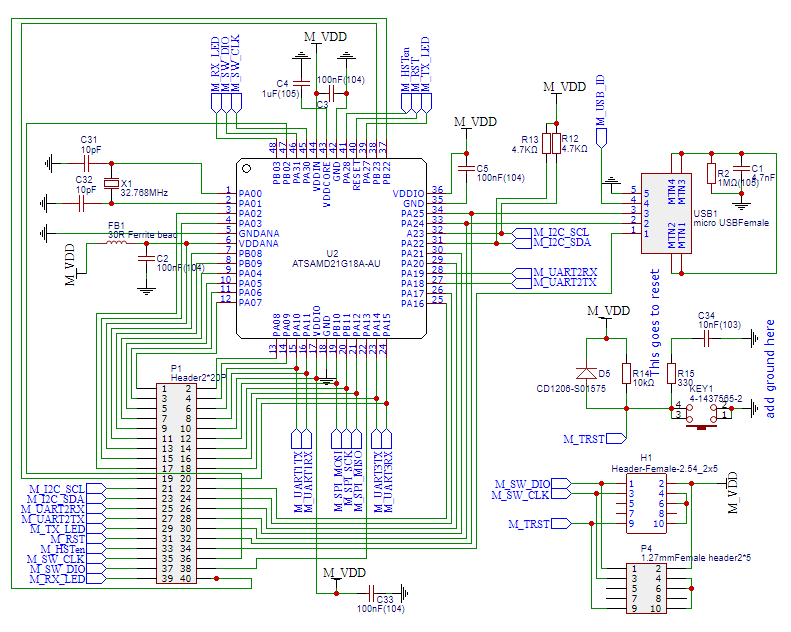 M_VDD
M_RX_LED
M_SW_DIO
M_SW_CLK
C4
1uF(105)
100nF(104)
C3
M_HSTen
M_RST
M_TX_LED
M_VDD
C5
100nF(104)
M_VDD
R13
4.7KΩ
R12
4.7KΩ
M_USB_ID
C31
10pF
C32
10pF
X1
32.768MHz
FB1
30R Ferrite bead
M_VDD
C2
100nF(104)
48 47 46 45 44 43 42 41 40 39 38 37
PB03
PB02
PA31
PA30
VDDIN
VDDCORE
GND
PA28
RESET
PA27
PB23
PB22
1 PA00
2 PA01
3 PA02
4 PA03
5 GNDANA
6 VDDANA
7 PB08
8 PB09
9 PA04
10 PA05
11 PA06
12 PA07
U2
ATSAMD21G18A-AU
VDDIO 36
GND 35
PA25 34
PA24 33
A23 32
PA22 31
PA21 30
PA20 29
PA19 28
PA18 27
PA17 26
PA16 25
PA08
PA09
PA10
PA11
VDDIO
GND
PB10
PB11
PA12
PA13
PA14
PA15
13 14 15 16 17 18 19 20 21 22 23 24
M_I2C_SCL
M_I2C_SDA
M_UART2RX
M_UART2TX
5 5
4 4
3 3
2 2
1 1
MTN4
MTN3
MTN2
MTN1
USB1
micro USBFemale
R2
1MΩ(105)
C1
4.7nF
This goes to reset
M_VDD
D5
CD1206-S01575
R14
10kΩ
R15
330
C34
10nF(103)
KEY1
4-1437565-2
4 2
3 1
add ground here
M_TRST
P1
Header2*20P
1 2
3 4
5 6
7 8
9 10
11 12
13 14
15 16
17 18
19 20
21 22
23 24
25 26
27 28
29 30
31 32
33 34
35 36
37 38
39 40
M_I2C_SCL
M_I2C_SDA
M_UART2RX
M_UART2TX
M_TX_LED
M_RST
M_HSTen
M_SW_CLK
M_SW_DIO
M_RX_LED
M_UART1TX
M_UART1RX
M_SPI_MOSI
M_SPI_SCK
M_SPI_MISO
M_UART3TX
M_UART3RX
M_VDD
C33
100nF(104)
H1
Header-Female-2.54_2x5
M_SW_DIO
M_SW_CLK
M_TRST
1 2
3 4
5 6
7 8
9 10
M_VDD
P4
1.27mmFemale header2*5
1 2
3 4
5 6
7 8
9 10